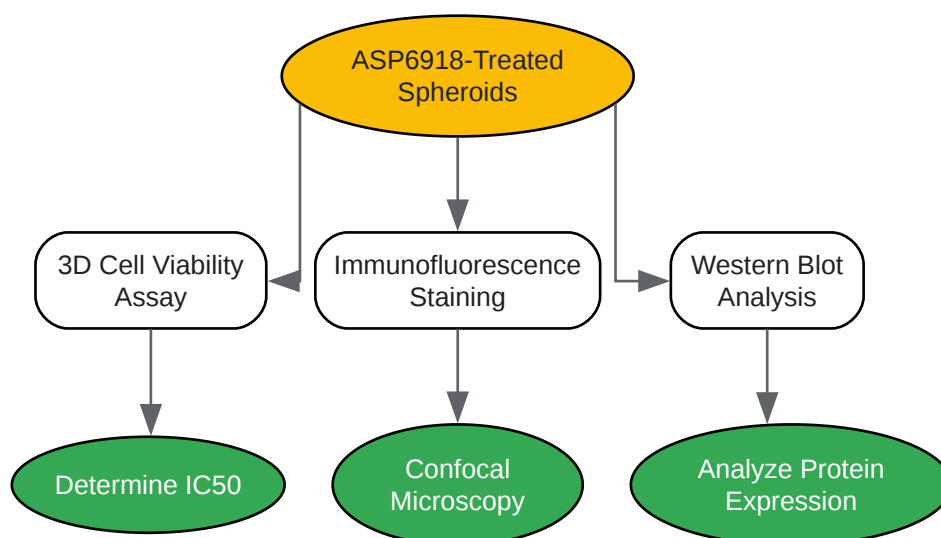 ASP6918-Treated
Spheroids
3D Cell Viability
Assay
Immunofluorescence
Staining
Western Blot
Analysis
Determine IC50
Confocal
Microscopy
Analyze Protein
Expression